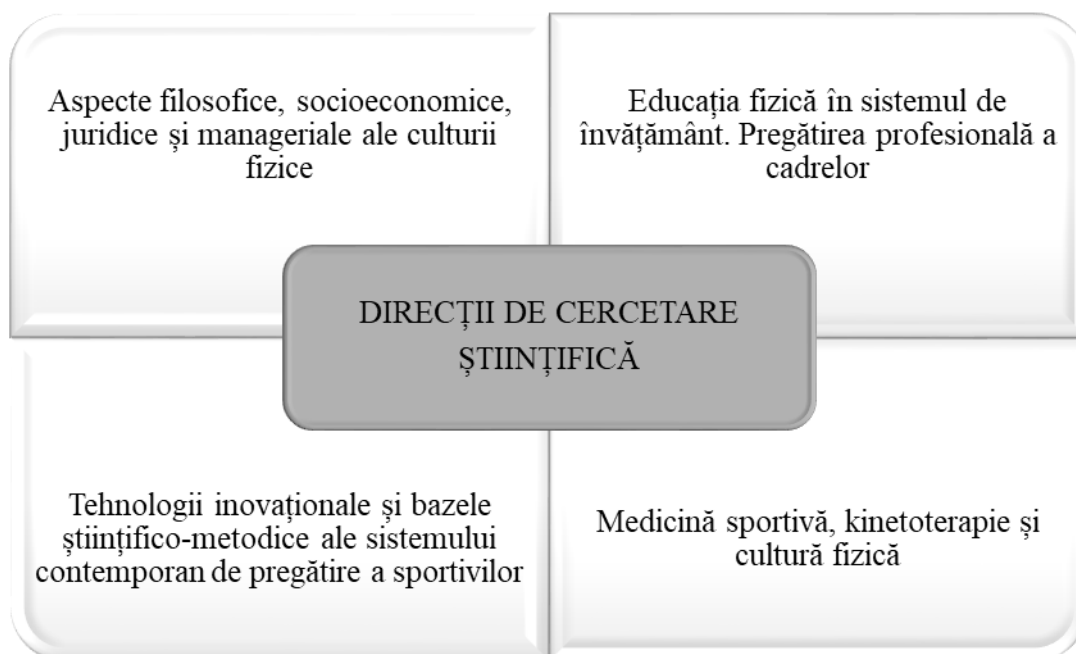 Aspecte filosofice, socioeconomice,
juridice și manageriale ale culturii
fizice
Educația fizică în sistemul de
învățământ. Pregătirea profesională a
cadrelor
DIRECȚII DE CERCETARE
ȘTIINȚIFICĂ
Tehnologii inovaționale și bazele
științifico-metodice ale sistemului
contemporan de pregătire a sportivilor
Medicină sportivă, kinetoterapie și
cultură fizică